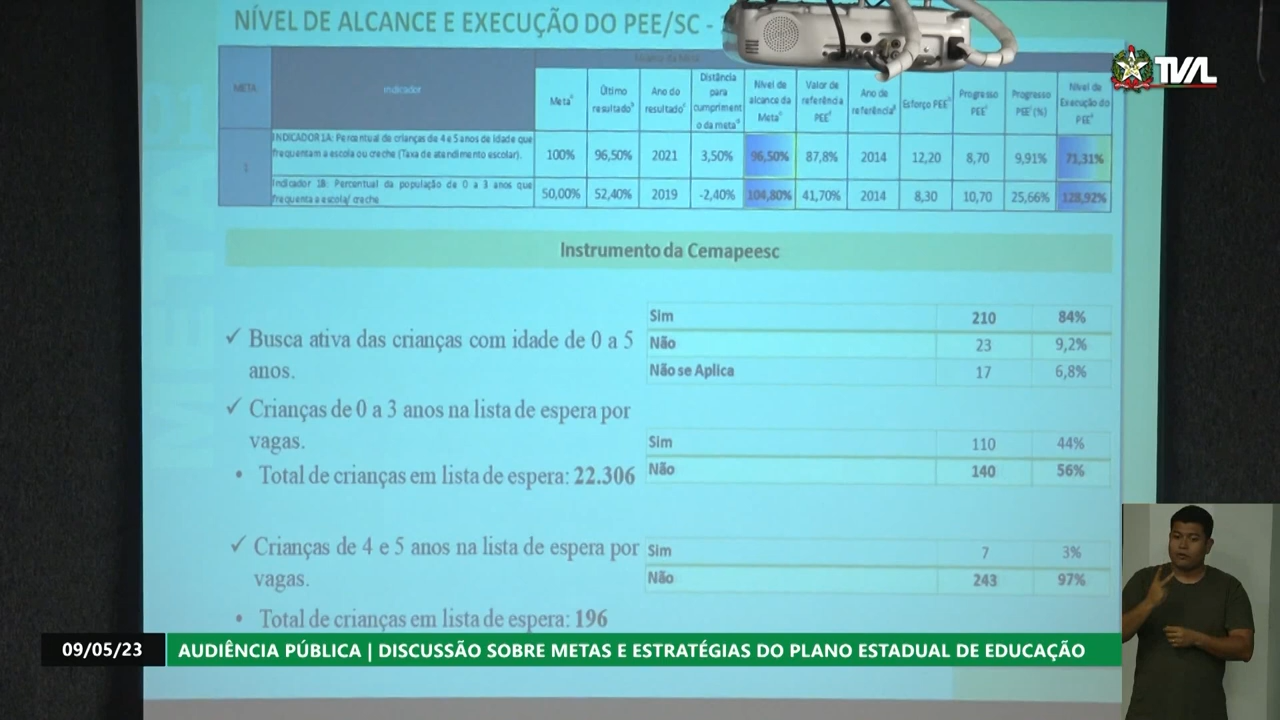 NÍVEL DE ALCANCE E EXECUÇÃO DO PEE/SC -
TVAL
META
Indicador
Meta
Último resultado
Ano do resultado
Distância para cumprimento da meta
Nível de alcance da Meta
Valor de referência PEE
Ano de referência
Esforço PEE
Progresso PEE
Progresso PEE (%)
Nível de Execução do PEE
1
INDICADOR 1A: Percentual de crianças de 4 e 5 anos de idade que
frequentam a escola ou creche (Taxa de atendimento escolar).
100% 96,50% 2021 3,50% 96,50% 87,8% 2014 12,20 8,70 9,91% 71,31%
Indicador 1B: Percentual da população de 0 a 3 anos que
frequenta a escola/ creche
50,00% 52,40% 2019 -2,40% 104,80% 41,70% 2014 8,30 10,70 25,66% 128,92%
Instrumento da Cemapeesc
✓ Busca ativa das crianças com idade de 0 a 5
anos.
Sim 210 84%
Não 23 9,2%
Não se Aplica 17 6,8%
✓ Crianças de 0 a 3 anos na lista de espera por
vagas.
• Total de crianças em lista de espera: 22.306
Sim 110 44%
Não 140 56%
✓ Crianças de 4 e 5 anos na lista de espera por
vagas.
• Total de crianças em lista de espera: 196
Sim 7 3%
Não 243 97%
09/05/23 AUDIÊNCIA PÚBLICA | DISCUSSÃO SOBRE METAS E ESTRATÉGIAS DO PLANO ESTADUAL DE EDUCAÇÃO